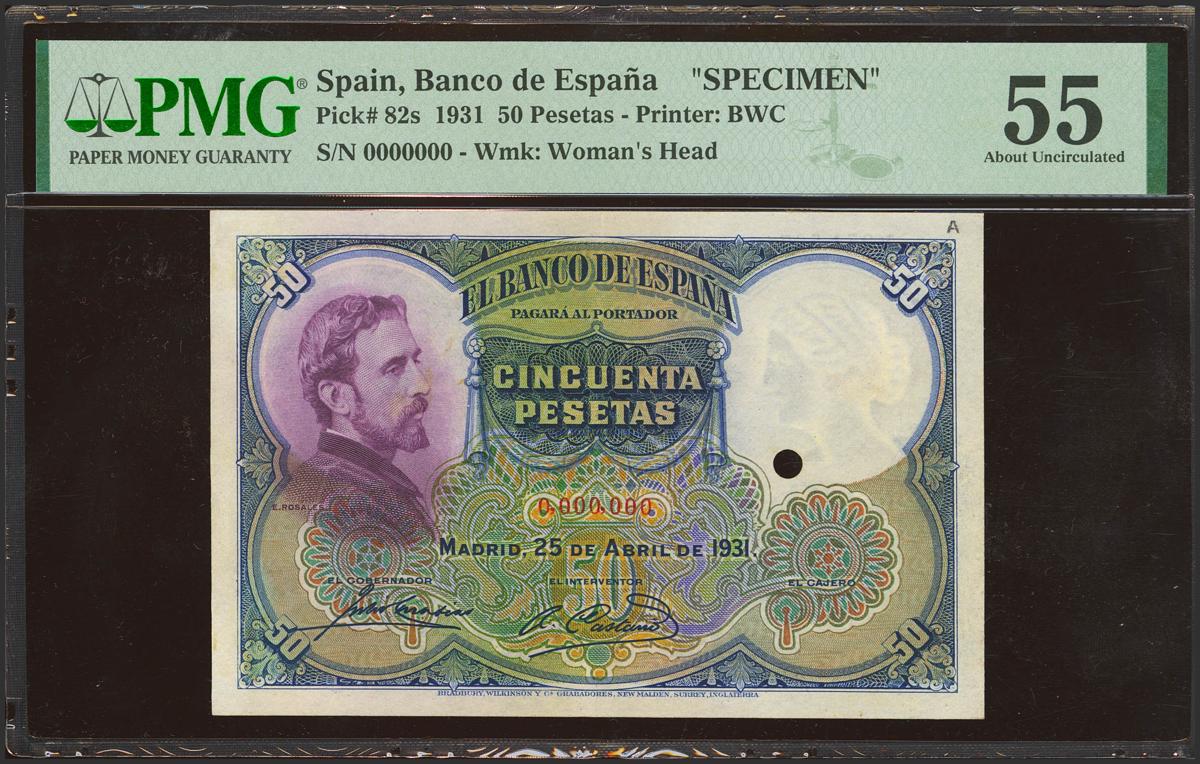 PMG®
PAPER MONEY GUARANTY
Spain, Banco de España "SPECIMEN"
Pick# 82s 1931 50 Pesetas - Printer: BWC
S/N 0000000 - Wmk: Woman's Head
55
About Uncirculated
A
50
50
EL BANCO DE ESPAÑA
PAGARÁ AL PORTADOR
CINCUENTA
PESETAS
E. ROSALES
0,000,000
MADRID, 25 DE ABRIL DE 1931.
50
EL GOBERNADOR
EL INTERVENTOR
EL CAJERO
50
50
BRADBURY, WILKINSON Y Cª GRABADORES, NEW MALDEN, SURREY, INGLATERRA